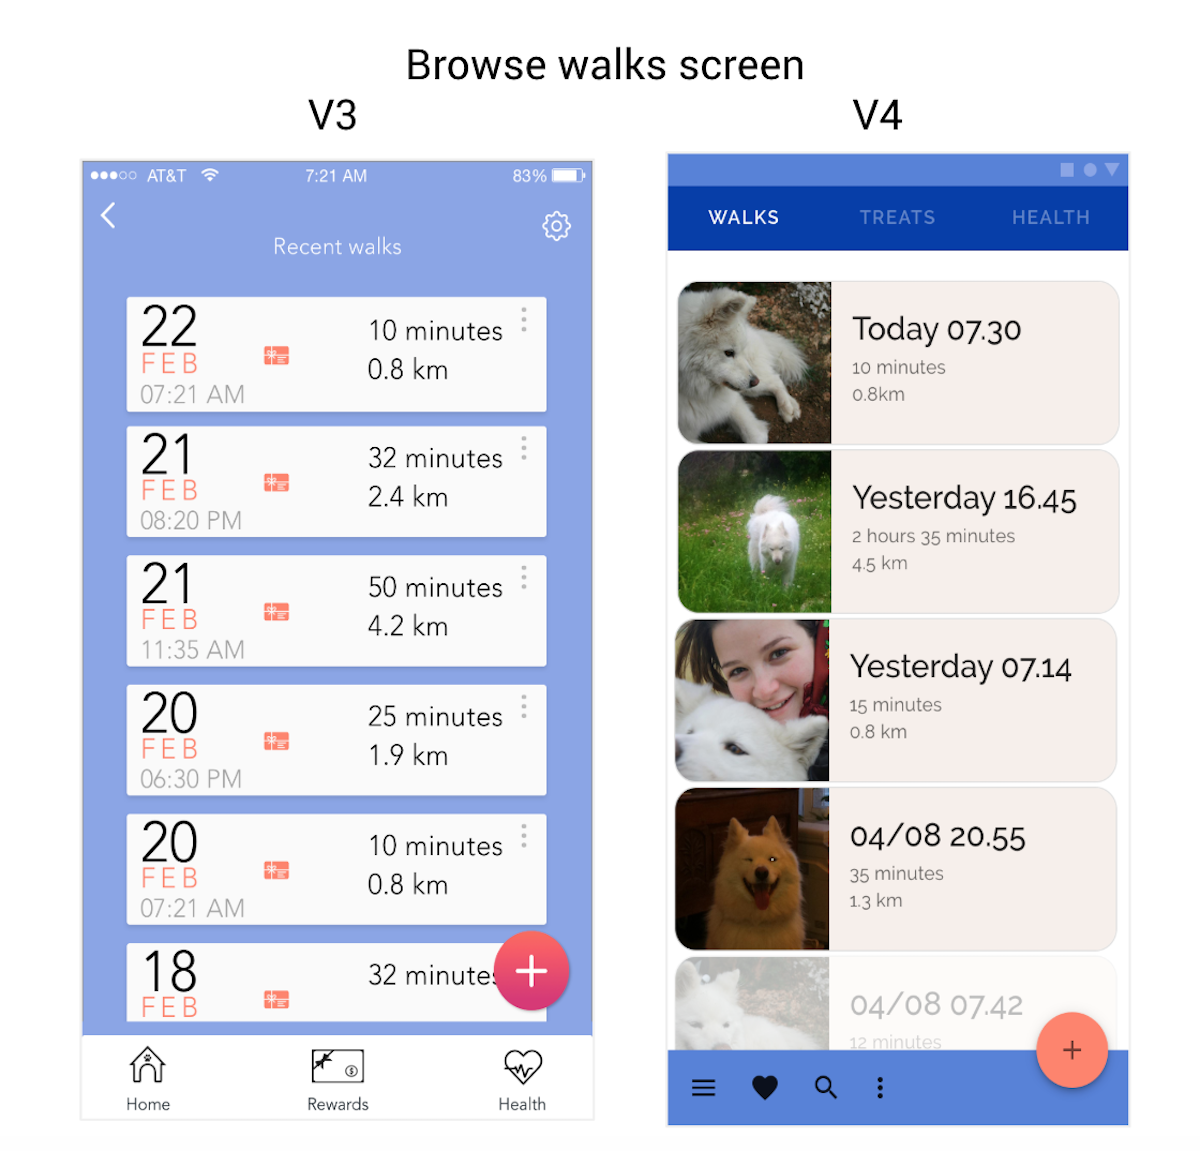 Browse walks screen
V3
AT&T
7:21 AM
83%
Recent walks
22
FEB
07:21 AM
10 minutes
0.8 km
21
FEB
08:20 PM
32 minutes
2.4 km
21
FEB
11:35 AM
50 minutes
4.2 km
20
FEB
06:30 PM
25 minutes
1.9 km
20
FEB
07:21 AM
10 minutes
0.8 km
18
FEB
32 minutes
Home Rewards Health
V4
WALKS TREATS HEALTH
Today 07.30
10 minutes
0.8km
Yesterday 16.45
2 hours 35 minutes
4.5 km
Yesterday 07.14
15 minutes
0.8 km
04/08 20.55
35 minutes
1.3 km
04/08 07.42
12 minutes